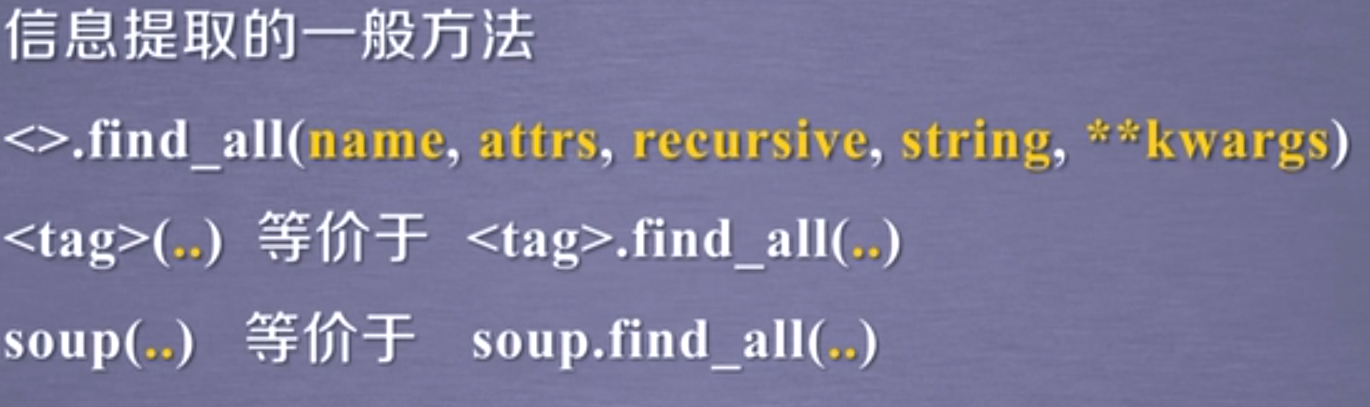 信息提取的一般方法
<>.find_all(name, attrs, recursive, string, **kwargs)
<tag>(..) 等价于 <tag>.find_all(..)
soup(..) 等价于 soup.find_all(..)